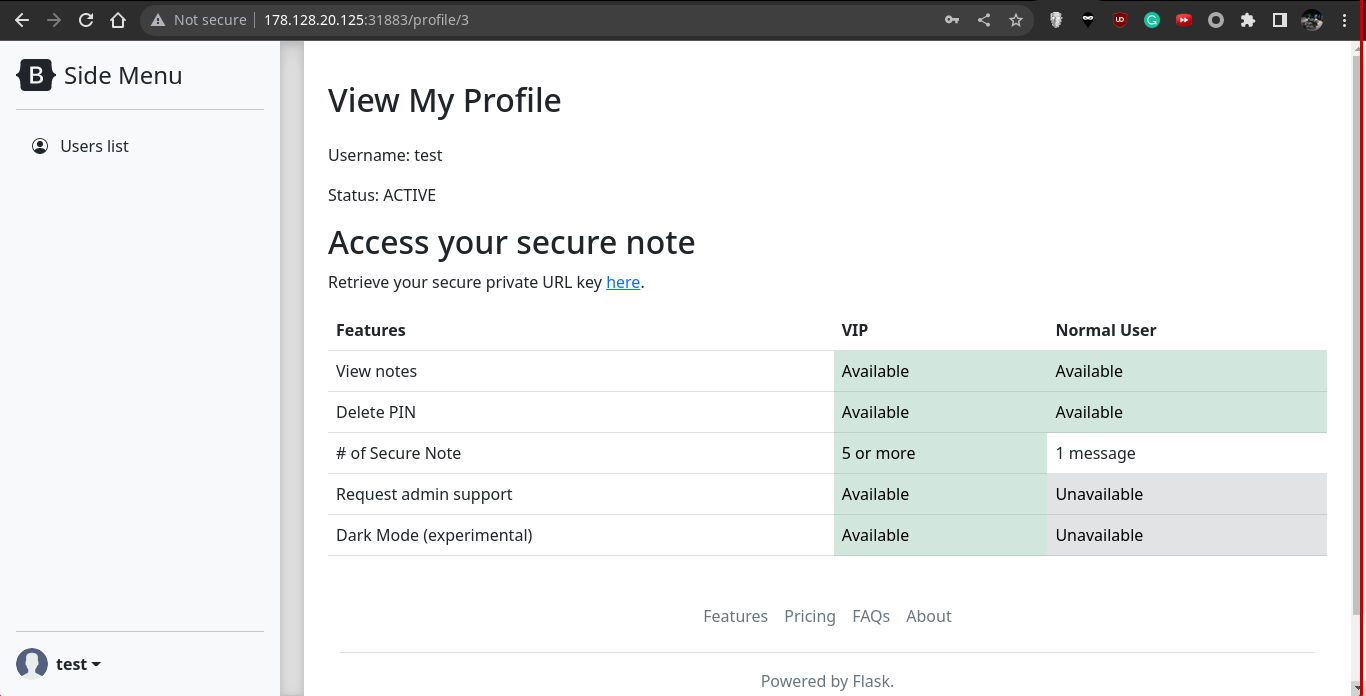 Not secure | 178.128.20.125:31883/profile/3
B Side Menu
Users list
View My Profile
Username: test
Status: ACTIVE
Access your secure note
Retrieve your secure private URL key here.
Features VIP Normal User
View notes Available Available
Delete PIN Available Available
# of Secure Note 5 or more 1 message
Request admin support Available Unavailable
Dark Mode (experimental) Available Unavailable
Features Pricing FAQs About
test
Powered by Flask.